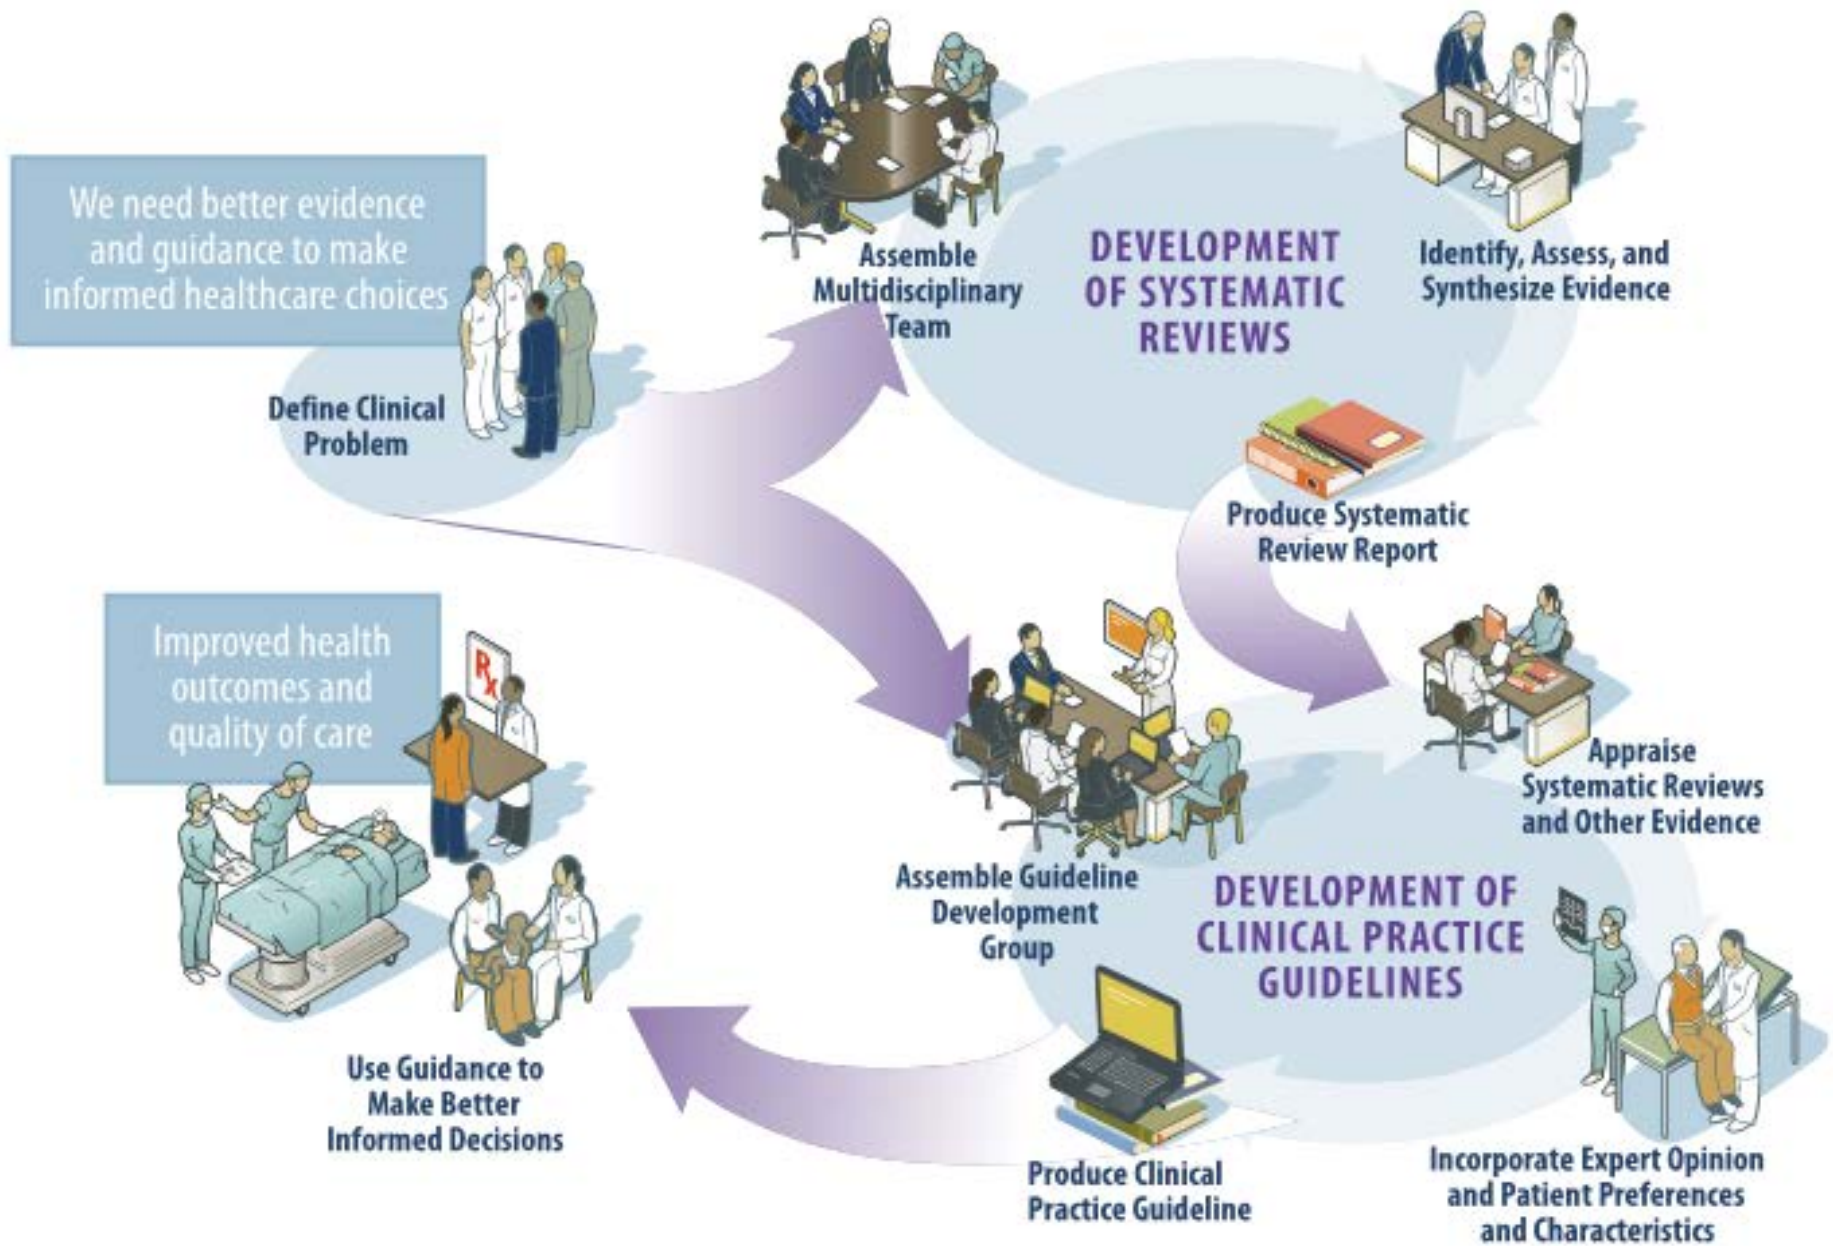 We need better evidence
and guidance to make
informed healthcare choices
Define Clinical
Problem
Assemble
Multidisciplinary
Team
DEVELOPMENT
OF SYSTEMATIC
REVIEWS
Identify, Assess, and
Synthesize Evidence
Produce Systematic
Review Report
Improved health
outcomes and
quality of care
Rx
Use Guidance to
Make Better
Informed Decisions
Assemble Guideline
Development
Group
DEVELOPMENT OF
CLINICAL PRACTICE
GUIDELINES
Appraise
Systematic Reviews
and Other Evidence
Incorporate Expert Opinion
and Patient Preferences
and Characteristics
Produce Clinical
Practice Guideline